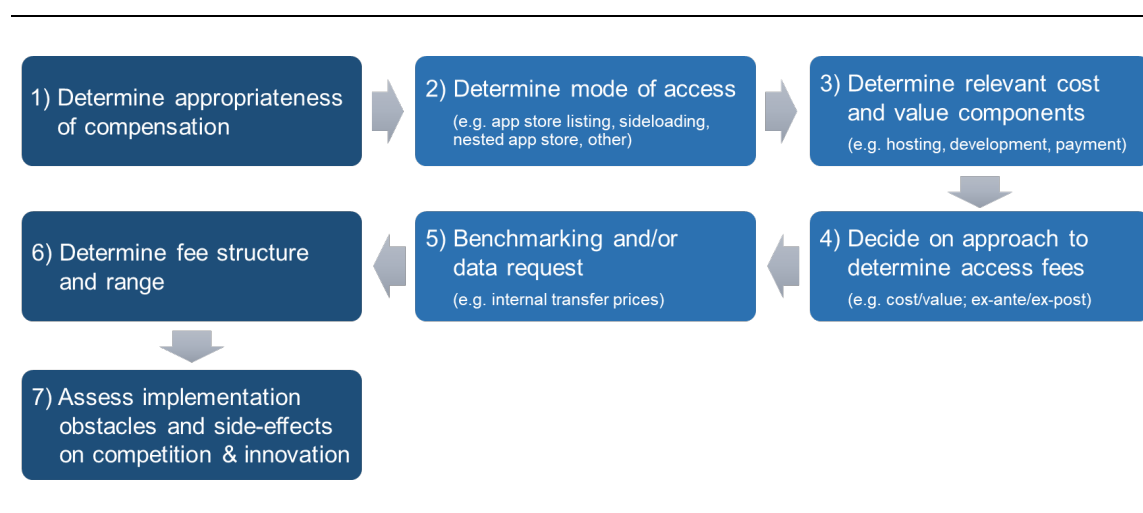 1) Determine appropriateness
of compensation
2) Determine mode of access
(e.g. app store listing, sideloading,
nested app store, other)
3) Determine relevant cost
and value components
(e.g. hosting, development, payment)
4) Decide on approach to
determine access fees
(e.g. cost/value; ex-ante/ex-post)
5) Benchmarking and/or
data request
(e.g. internal transfer prices)
6) Determine fee structure
and range
7) Assess implementation
obstacles and side-effects
on competition & innovation